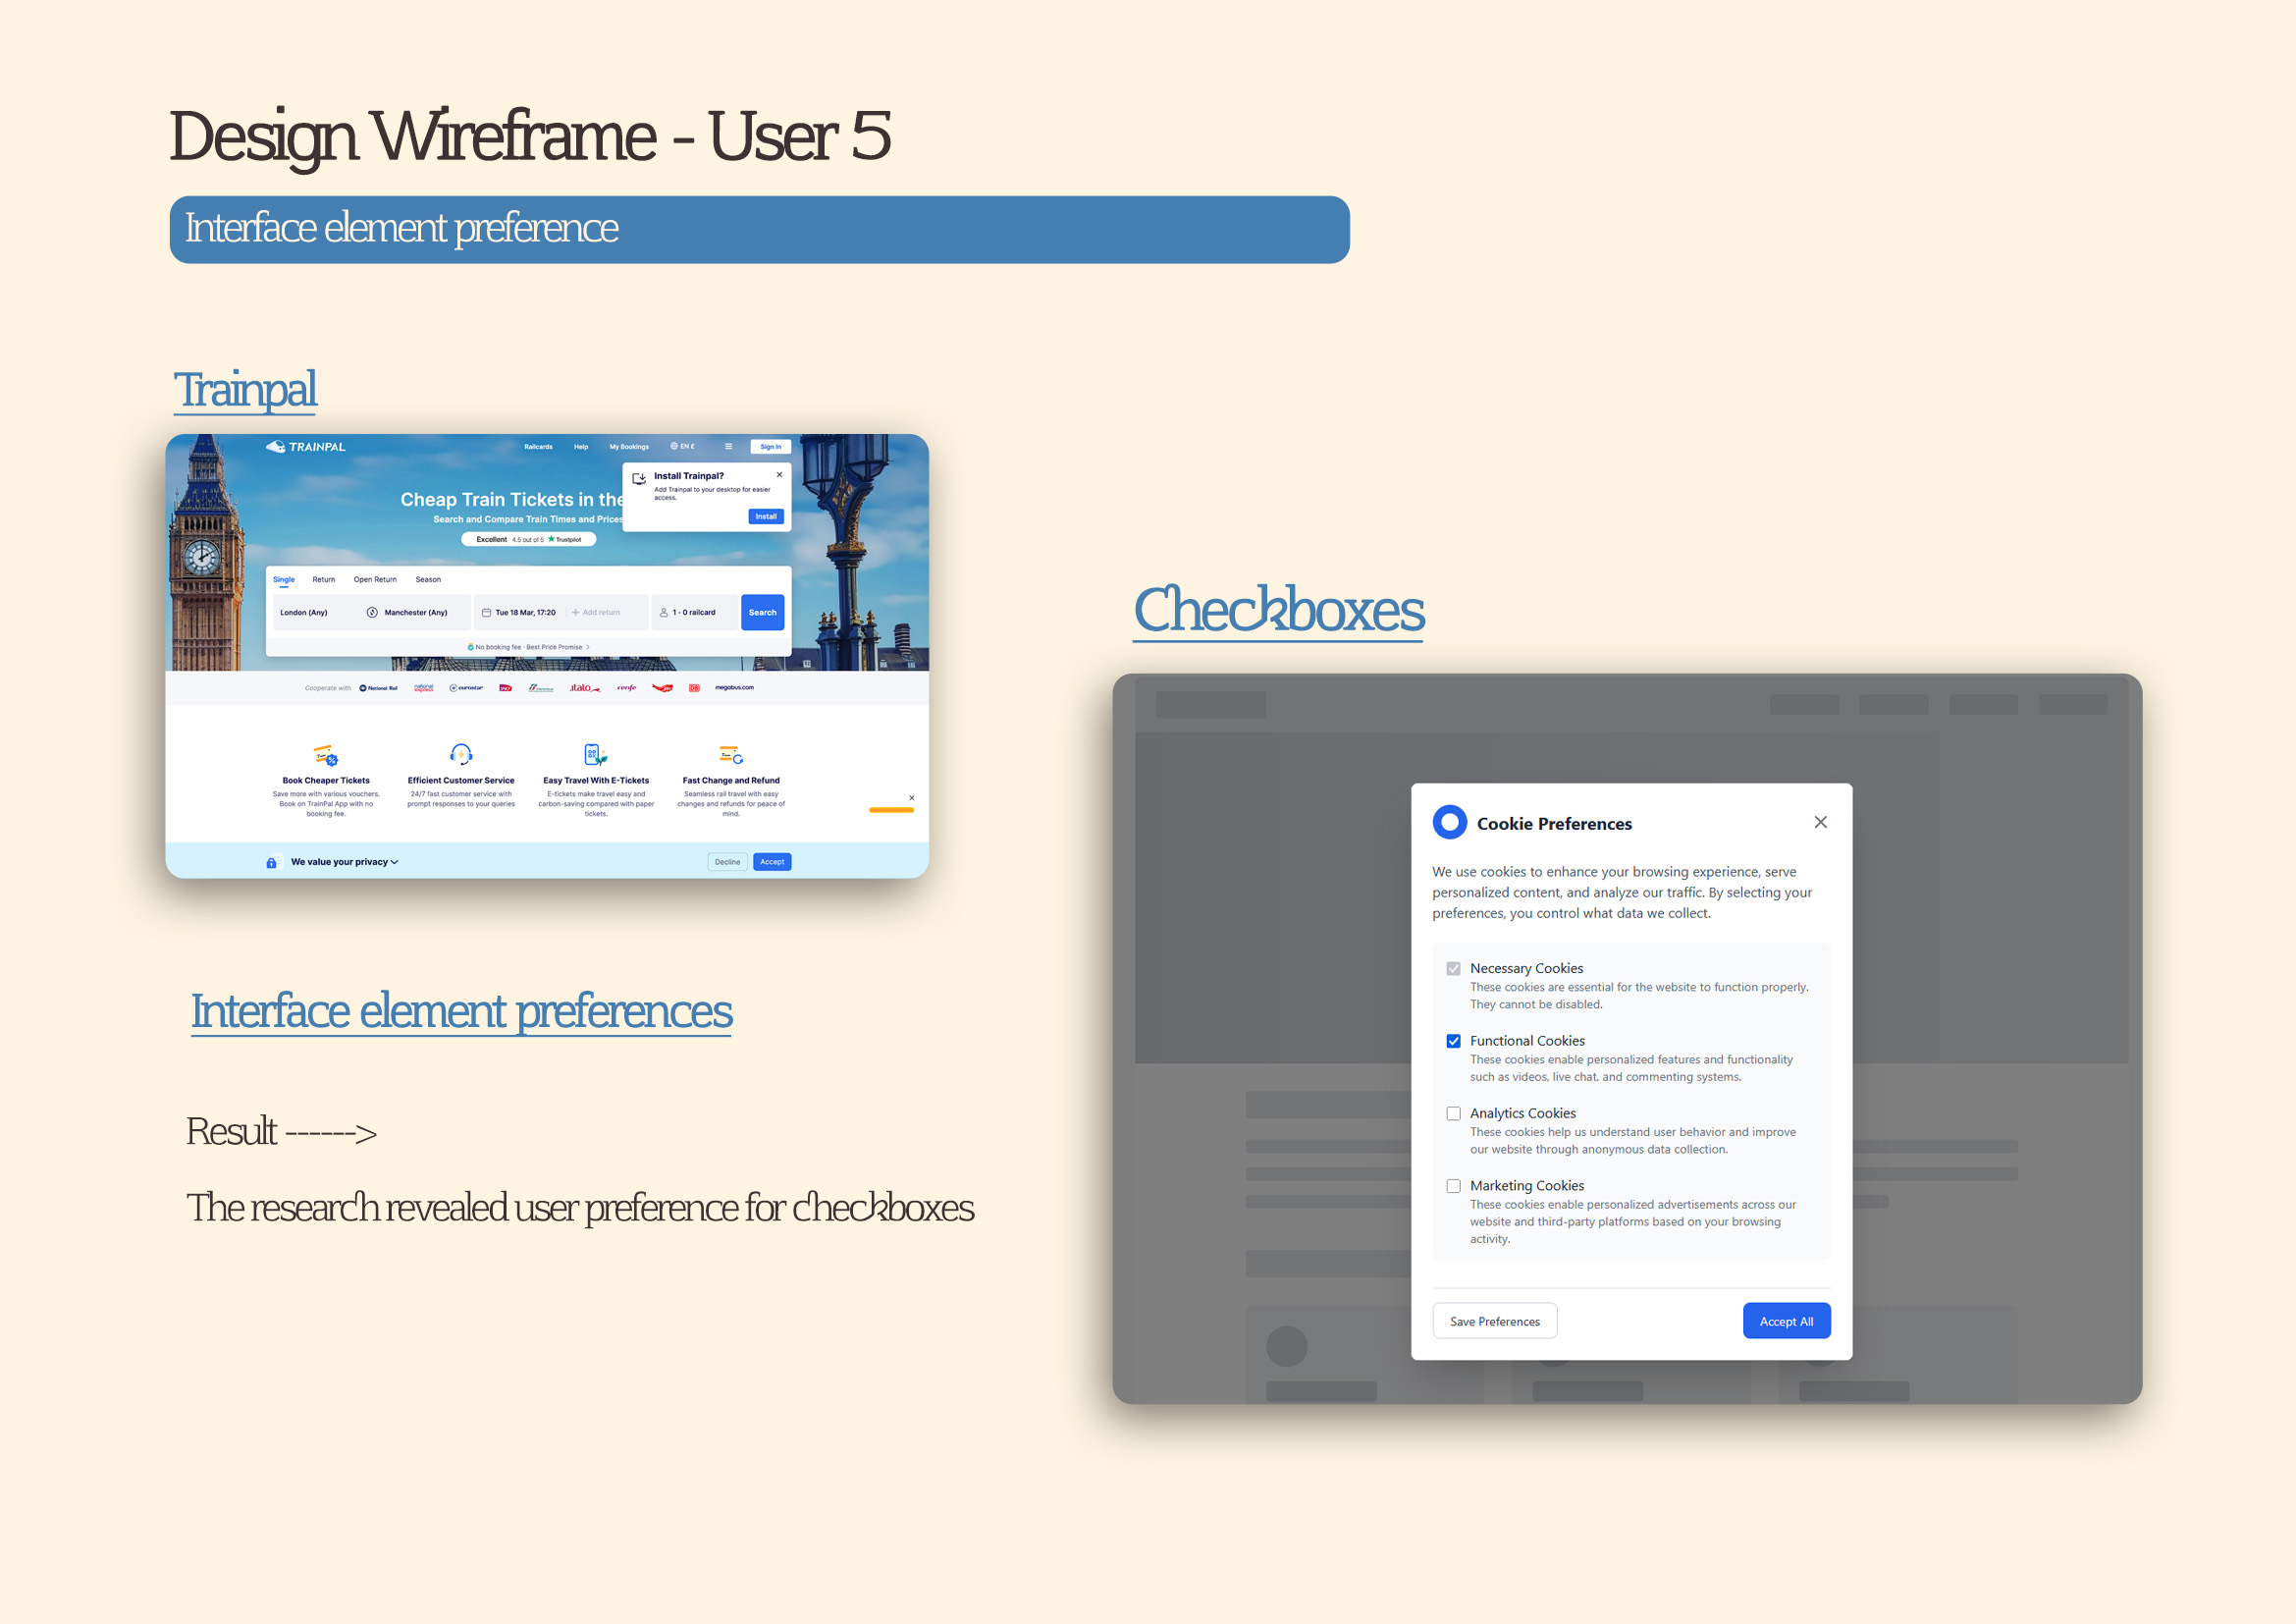 Design Wireframe - User 5
Interface element preference
Trainpal
TRAINPAL
Railcards Help My Bookings EN £ Sign In
Install Trainpal?
Add Trainpal to your desktop for easier
access.
Install
Cheap Train Tickets in the
Search and Compare Train Times and Prices
Excellent 4.5 out of 5 Trustpilot
Single Return Open Return Season
London (Any) Manchester (Any) Tue 18 Mar, 17:20 + Add return 1 · 0 railcard Search
No booking fee · Best Price Promise >
Cooperate with National Rail national express eurostar italo renfe DB megabus.com
Book Cheaper Tickets
Save more with various vouchers.
Book on TrainPal App with no
booking fee.
Efficient Customer Service
24/7 fast customer service with
prompt responses to your queries
Easy Travel With E-Tickets
E-tickets make travel easy and
carbon-saving compared with paper
tickets.
Fast Change and Refund
Seamless rail travel with easy
changes and refunds for peace of
mind.
We value your privacy
Decline Accept
Interface element preferences
Result ------>
The research revealed user preference for checkboxes
Checkboxes
Cookie Preferences
We use cookies to enhance your browsing experience, serve
personalized content, and analyze our traffic. By selecting your
preferences, you control what data we collect.
Necessary Cookies
These cookies are essential for the website to function properly.
They cannot be disabled.
Functional Cookies
These cookies enable personalized features and functionality
such as videos, live chat, and commenting systems.
Analytics Cookies
These cookies help us understand user behavior and improve
our website through anonymous data collection.
Marketing Cookies
These cookies enable personalized advertisements across our
website and third-party platforms based on your browsing
activity.
Save Preferences Accept All